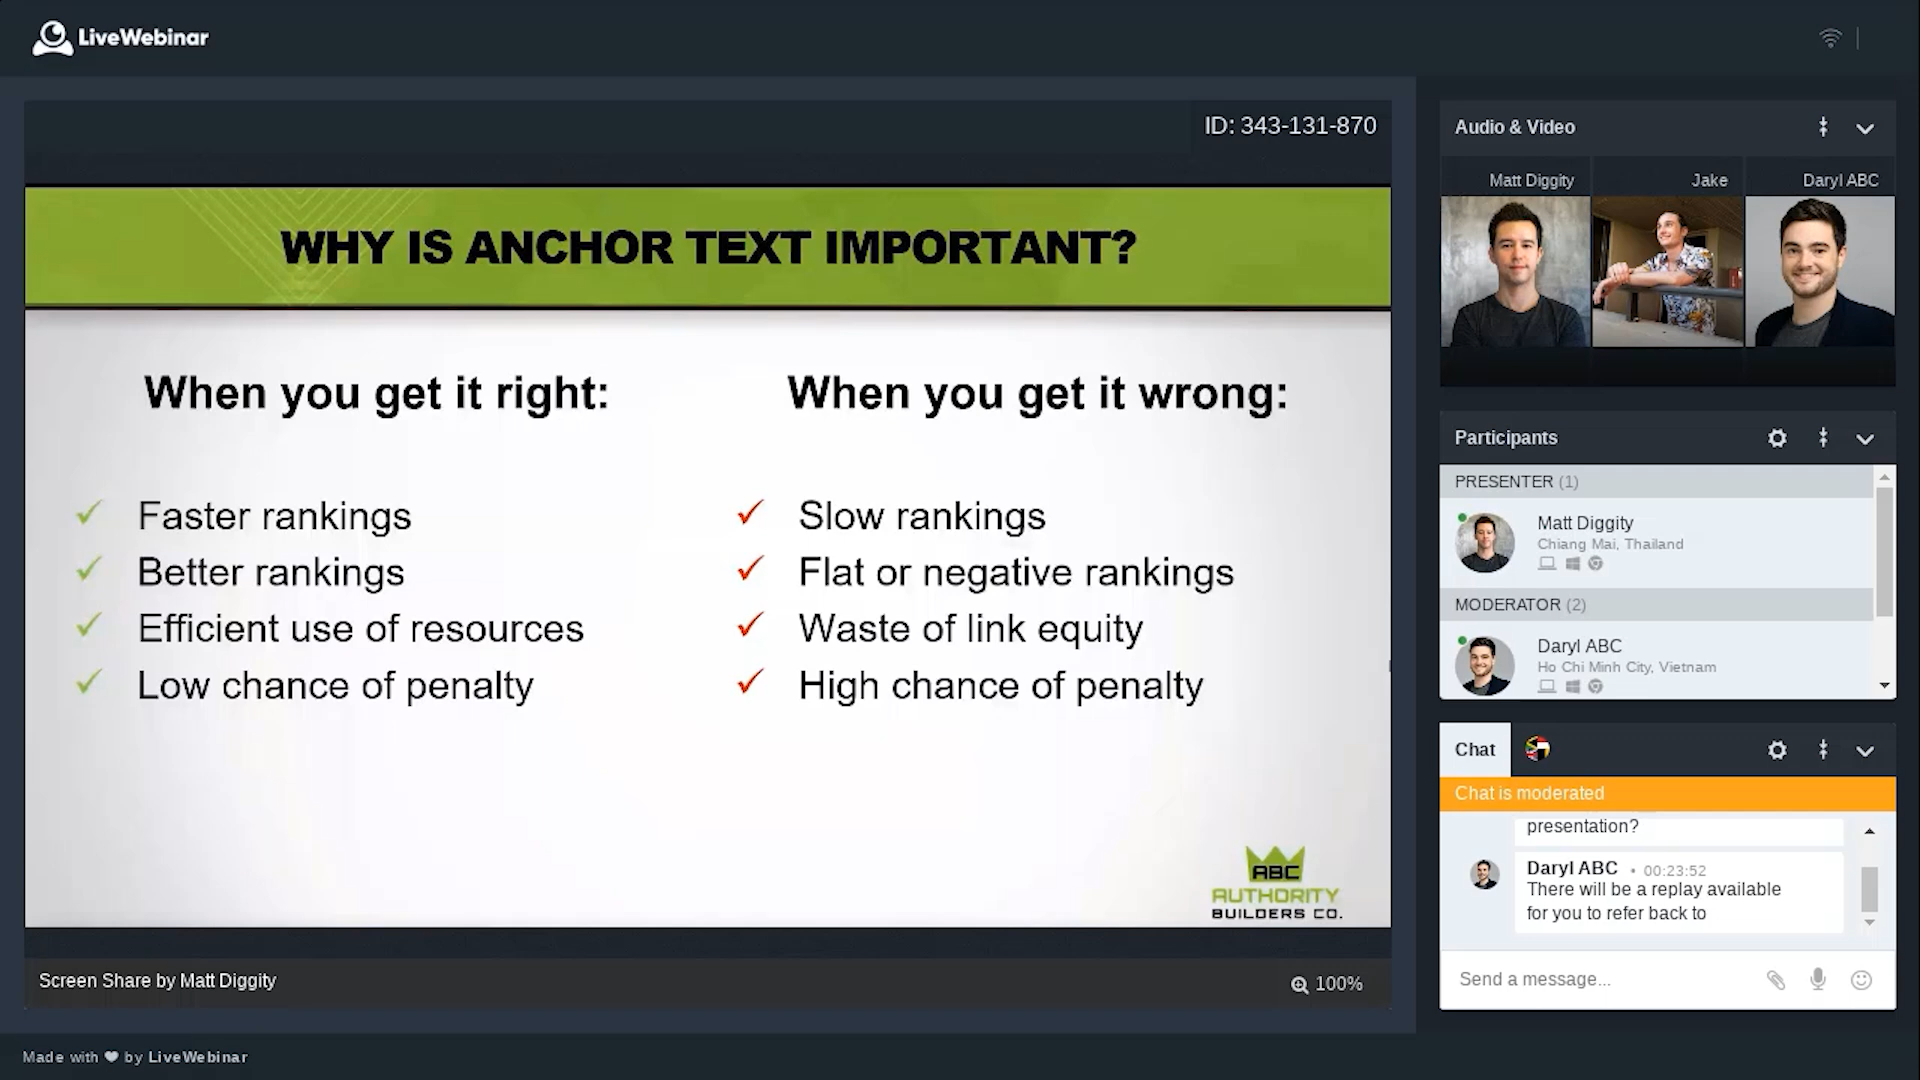 LiveWebinar
ID: 343-131-870
WHY IS ANCHOR TEXT IMPORTANT?
When you get it right:
Faster rankings
Better rankings
Efficient use of resources
Low chance of penalty
When you get it wrong:
Slow rankings
Flat or negative rankings
Waste of link equity
High chance of penalty
ABC
AUTHORITY
BUILDERS CO.
Screen Share by Matt Diggity
100%
Audio & Video
Matt Diggity
Jake
Daryl ABC
Participants
PRESENTER (1)
Matt Diggity
Chiang Mai, Thailand
MODERATOR (2)
Daryl ABC
Ho Chi Minh City, Vietnam
Chat
Chat is moderated
presentation?
Daryl ABC • 00:23:52
There will be a replay available
for you to refer back to
Send a message...
Made with ❤ by LiveWebinar